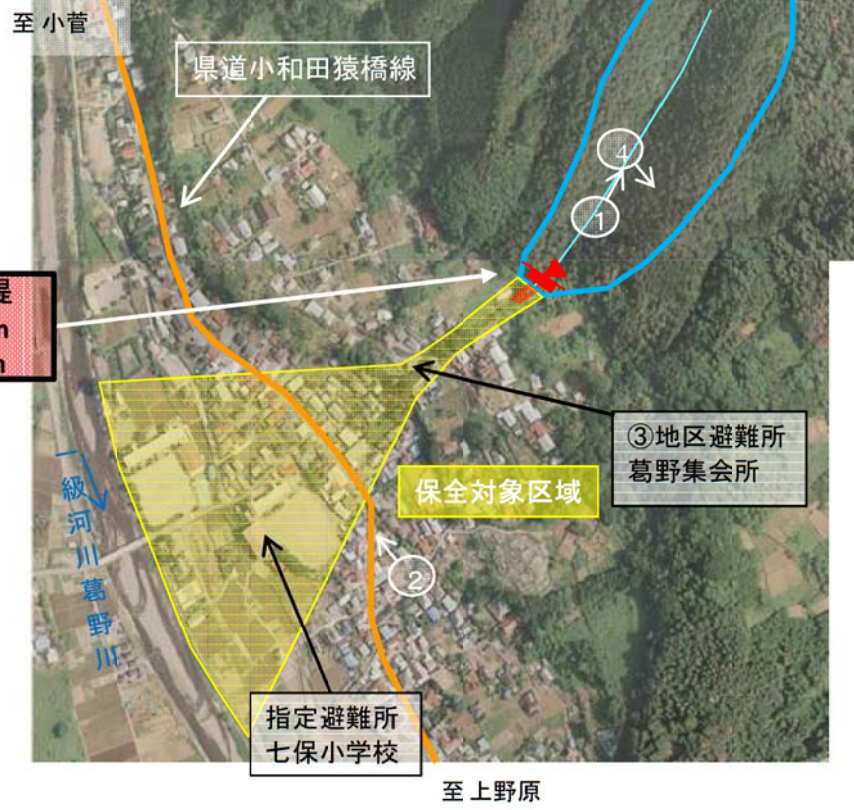 至 小菅
県道小和田猿橋線
4
1
堤
m
m
③地区避難所
葛野集会所
保全対象区域
一級河川葛野川
2
指定避難所
七保小学校
至 上野原